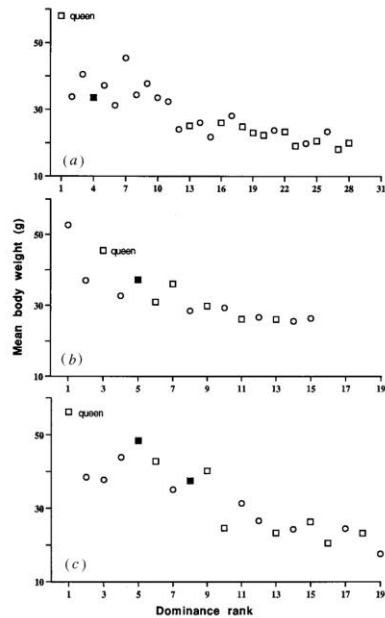 queen
50
30
10
(a)
1 4 7 10 13 16 19 22 25 28 31
Mean body weight (g)
50
queen
30
10
(b)
1 3 5 7 9 11 13 15 17 19
queen
50
30
10
(c)
1 3 5 7 9 11 13 15 17 19
Dominance rank